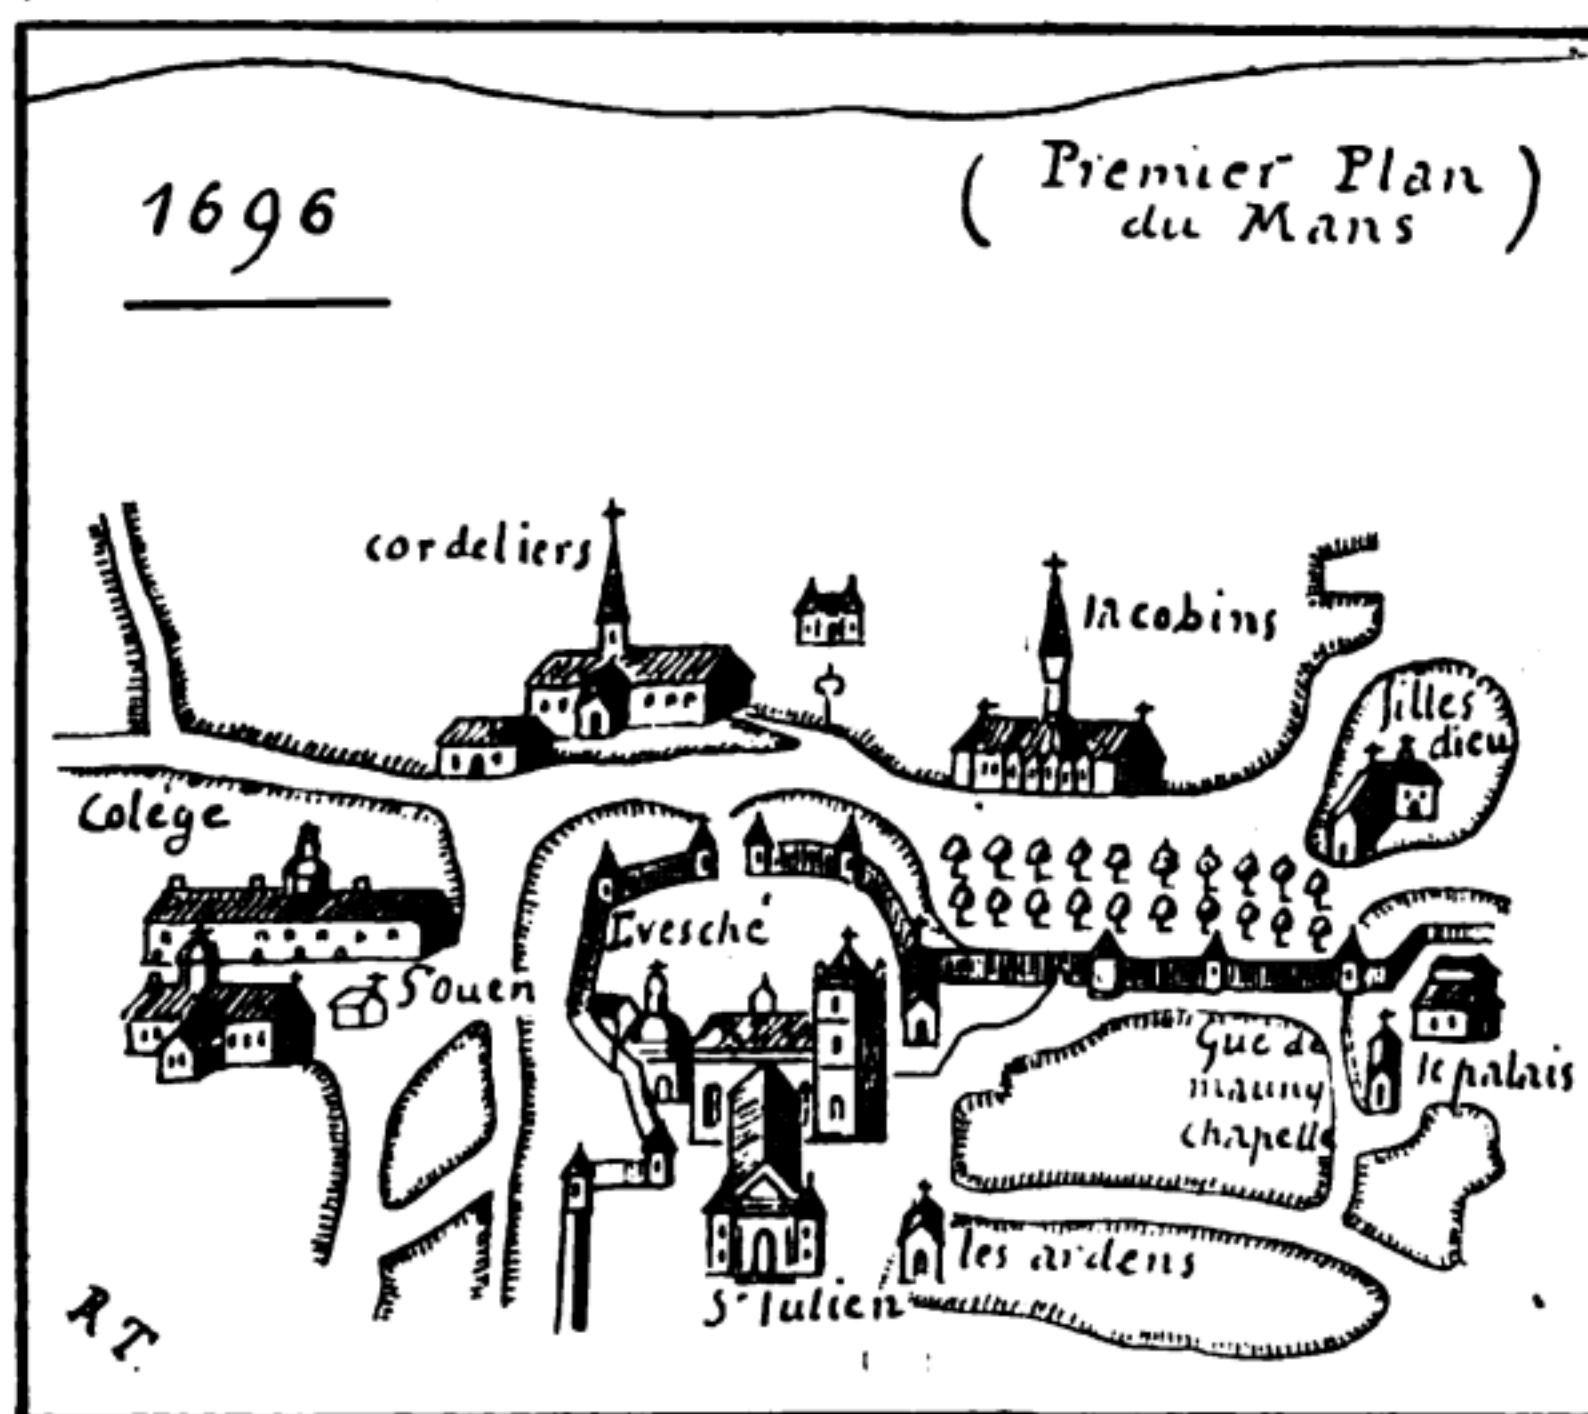 1696
( Premier Plan
du Mans )
cordeliers
Iacobins
filles
dieu
Colége
Evesché
S ouen
Gue de
mauny
chapelle
le palais
les ardens
St Iulien
R T.